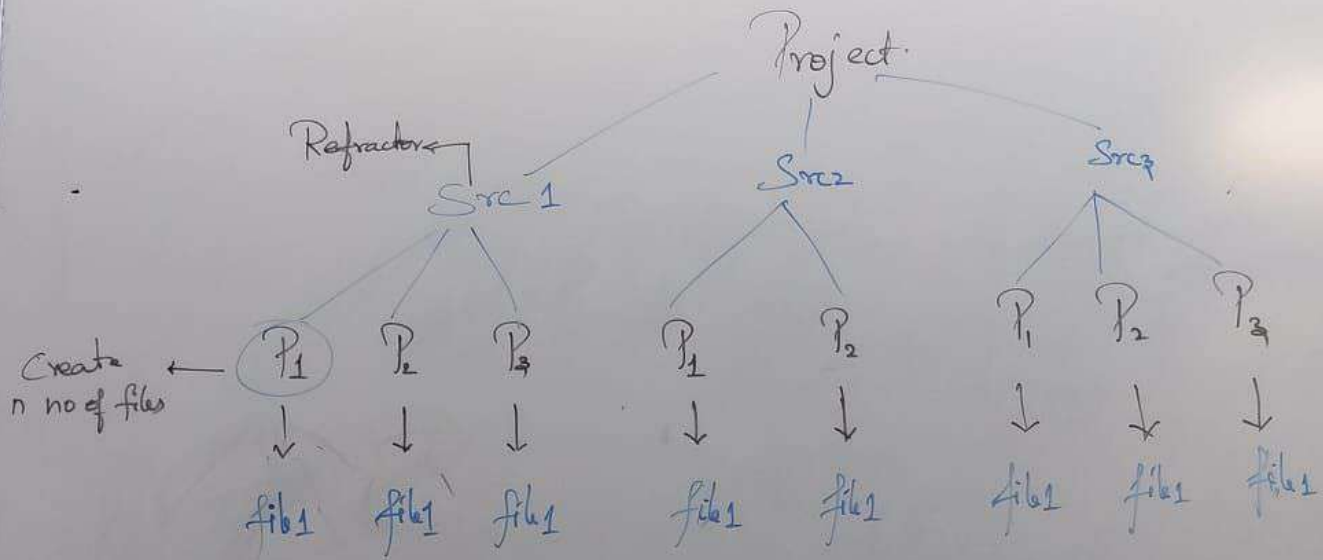 Project.
Refractor
Src 1 Src2 Src3
P1 P2 P3 P1 P2 P1 P2 P3
Create
n no of files
file1 file1 file1 file1 file1 file1 file1 file1